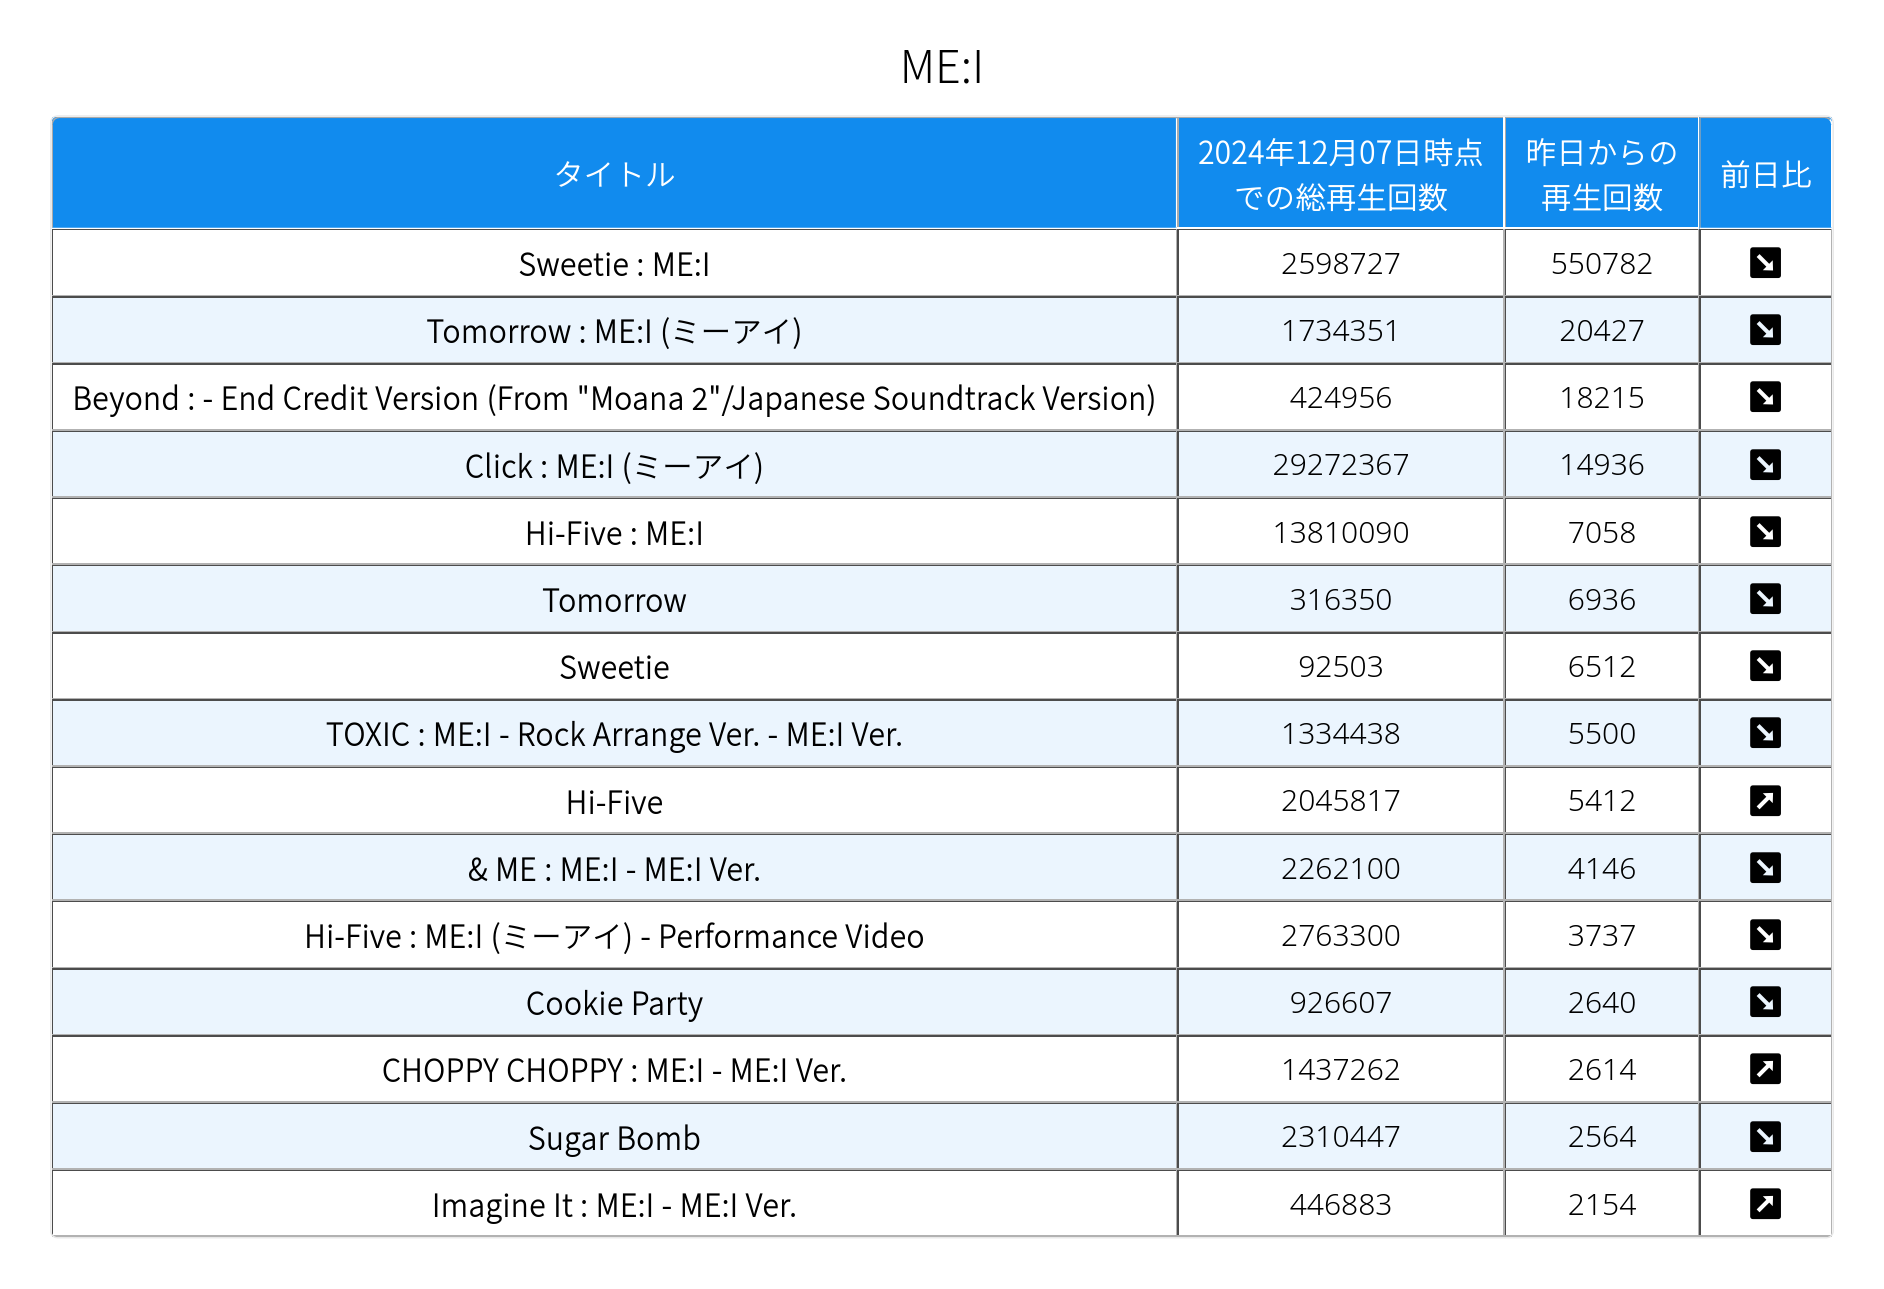 ME:I
タイトル
2024年12月07日時点
での総再生回数
昨日からの
再生回数
前日比
Sweetie : ME:I 2598727 550782
Tomorrow : ME:I (ミーアイ) 1734351 20427
Beyond : - End Credit Version (From "Moana 2"/Japanese Soundtrack Version) 424956 18215
Click : ME:I (ミーアイ) 29272367 14936
Hi-Five : ME:I 13810090 7058
Tomorrow 316350 6936
Sweetie 92503 6512
TOXIC : ME:I - Rock Arrange Ver. - ME:I Ver. 1334438 5500
Hi-Five 2045817 5412
& ME : ME:I - ME:I Ver. 2262100 4146
Hi-Five : ME:I (ミーアイ) - Performance Video 2763300 3737
Cookie Party 926607 2640
CHOPPY CHOPPY : ME:I - ME:I Ver. 1437262 2614
Sugar Bomb 2310447 2564
Imagine It : ME:I - ME:I Ver. 446883 2154